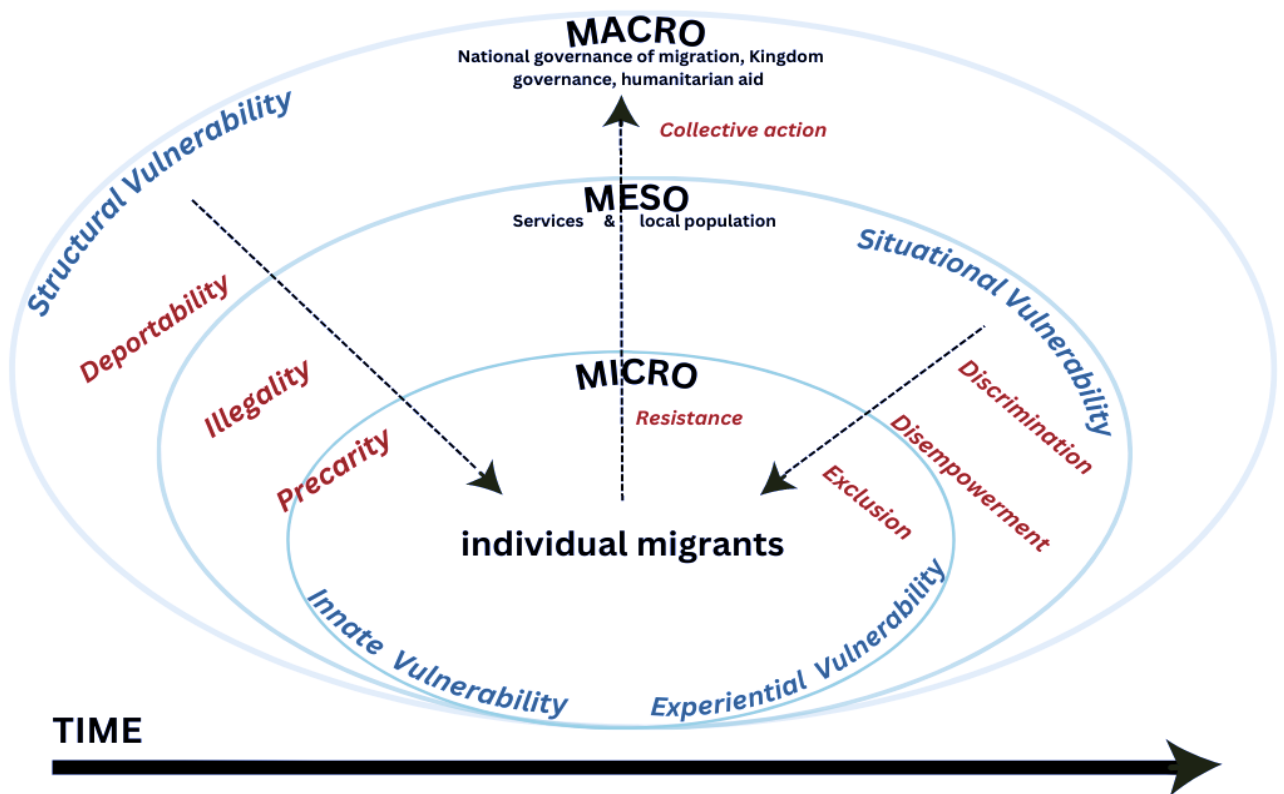 MACRO
National governance of migration, Kingdom
governance, humanitarian aid
Collective action
Structural Vulnerability
MESO
Services & local population
Situational Vulnerability
Deportability
Illegality
Precarity
MICRO
Resistance
Discrimination
Disempowerment
Exclusion
individual migrants
Innate Vulnerability
Experiential Vulnerability
TIME